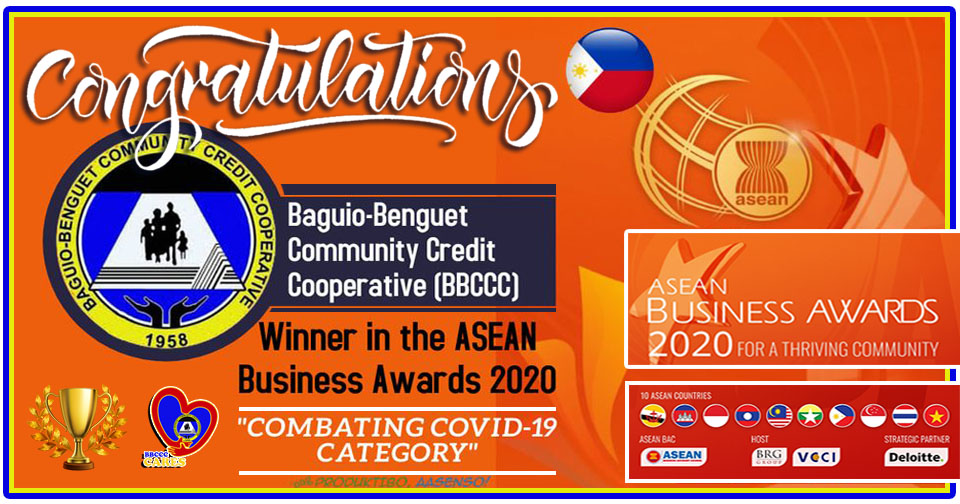 Congratulations
BAGUIO-BENGUET COMMUNITY CREDIT COOPERATIVE
1958
Baguio-Benguet
Community Credit
Cooperative (BBCCC)
Winner in the ASEAN
Business Awards 2020
"COMBATING COVID-19
CATEGORY"
PRODUKTIBO, AASENSO!
BBCCC
CARES
asean
ASEAN
BUSINESS AWARDS
2020 FOR A THRIVING COMMUNITY
10 ASEAN COUNTRIES
ASEAN BAC
HOST
STRATEGIC PARTNER
ASEAN
BRG
GROUP
VCCI
Deloitte.